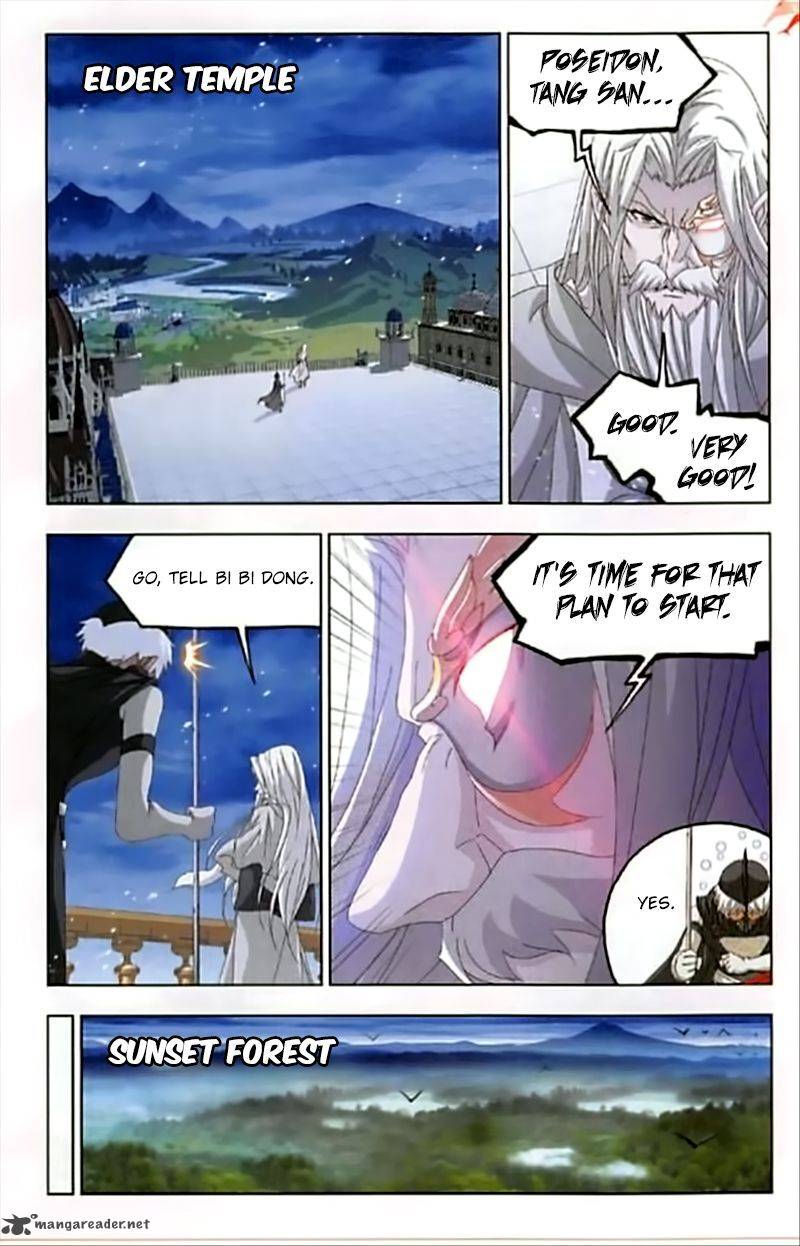 ELDER TEMPLE
POSEIDON,
TANG SAN...
GOOD.
VERY
GOOD!
GO, TELL BI BI DONG.
IT'S TIME FOR THAT
PLAN TO START.
YES.
SUNSET FOREST
mangareader.net